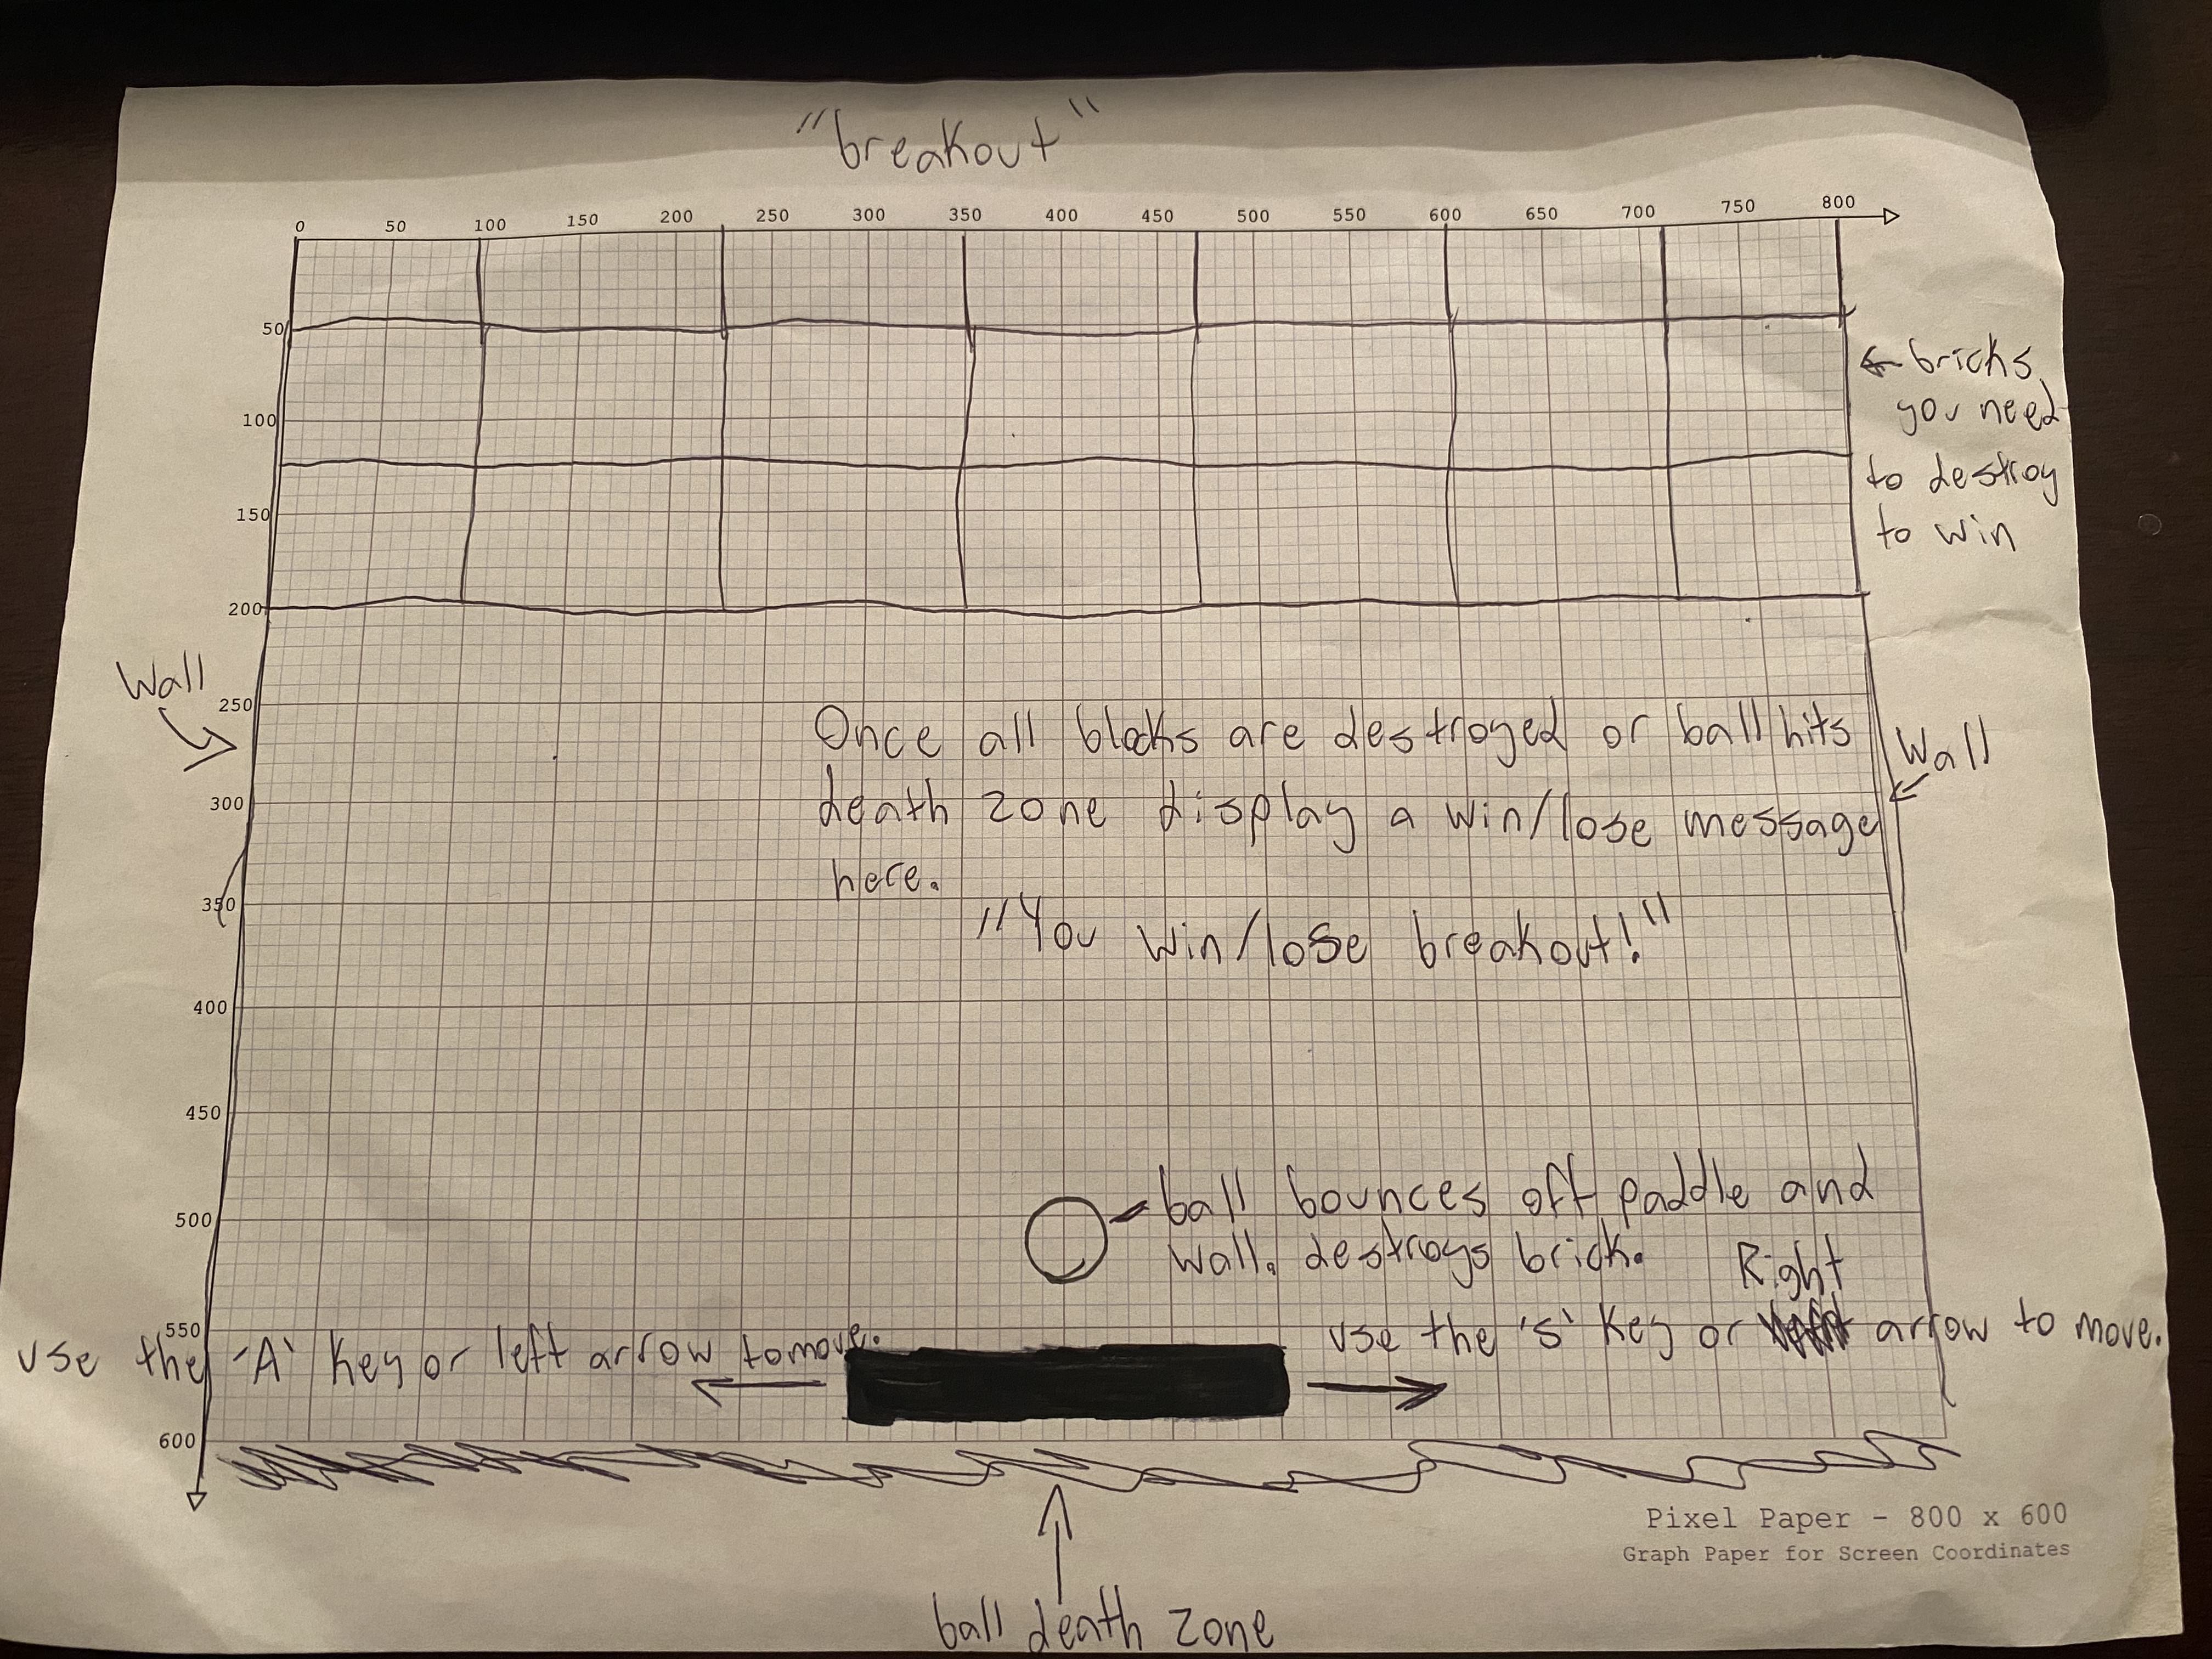 "breakout"
0 50 100 150 200 250 300 350 400 450 500 550 600 650 700 750 800
50
100
150
200
250
300
350
400
450
500
550
600
← bricks
you need
to destroy
to win
Wall
Wall
Once all blocks are destroyed or ball hits
death zone display a win/lose message
here.
"You win/lose breakout!"
ball bounces off paddle and
wall. destroys brick.
Right
use the 'A' key or left arrow to move.
use the 's' key or arrow to move.
ball death zone
Pixel Paper - 800 x 600
Graph Paper for Screen Coordinates